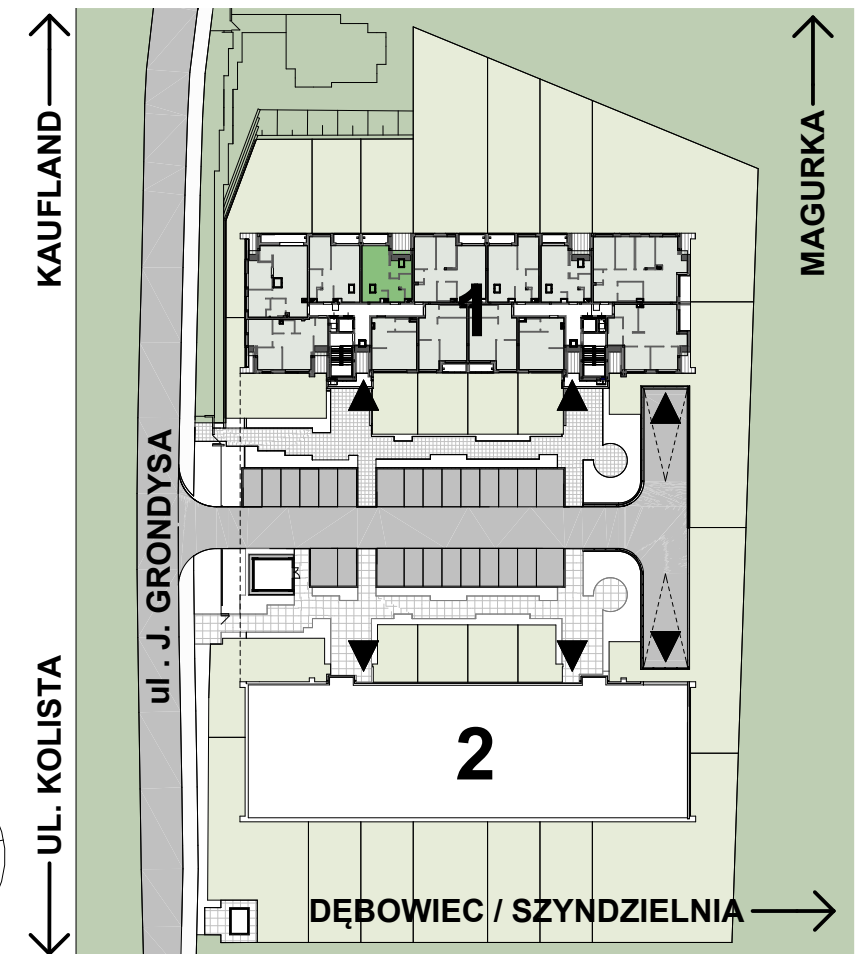 KAUFLAND
MAGURKA
1
ul . J. GRONDYSA
UL. KOLISTA
2
DĘBOWIEC / SZYNDZIELNIA